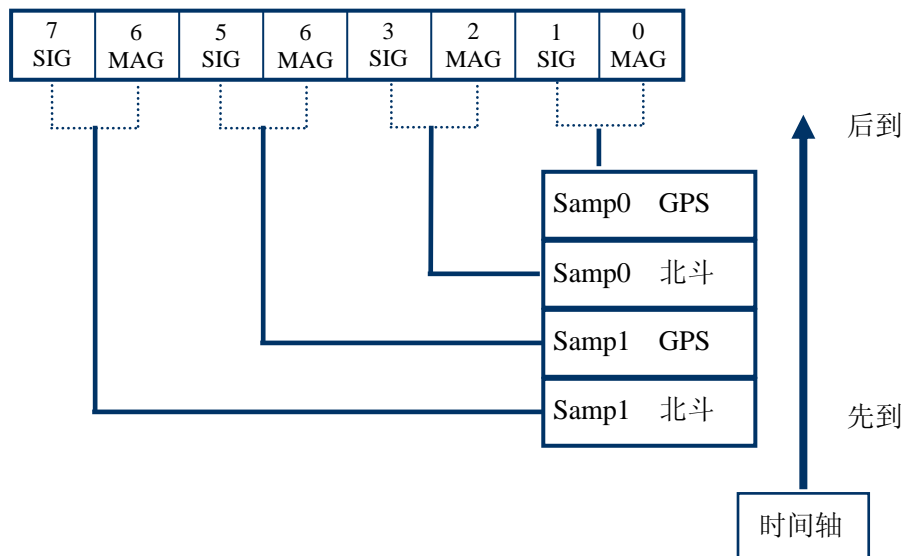 7 6 5 6 3 2 1 0
SIG MAG SIG MAG SIG MAG SIG MAG
后到
Samp0 GPS
Samp0 北斗
Samp1 GPS
Samp1 北斗
先到
时间轴